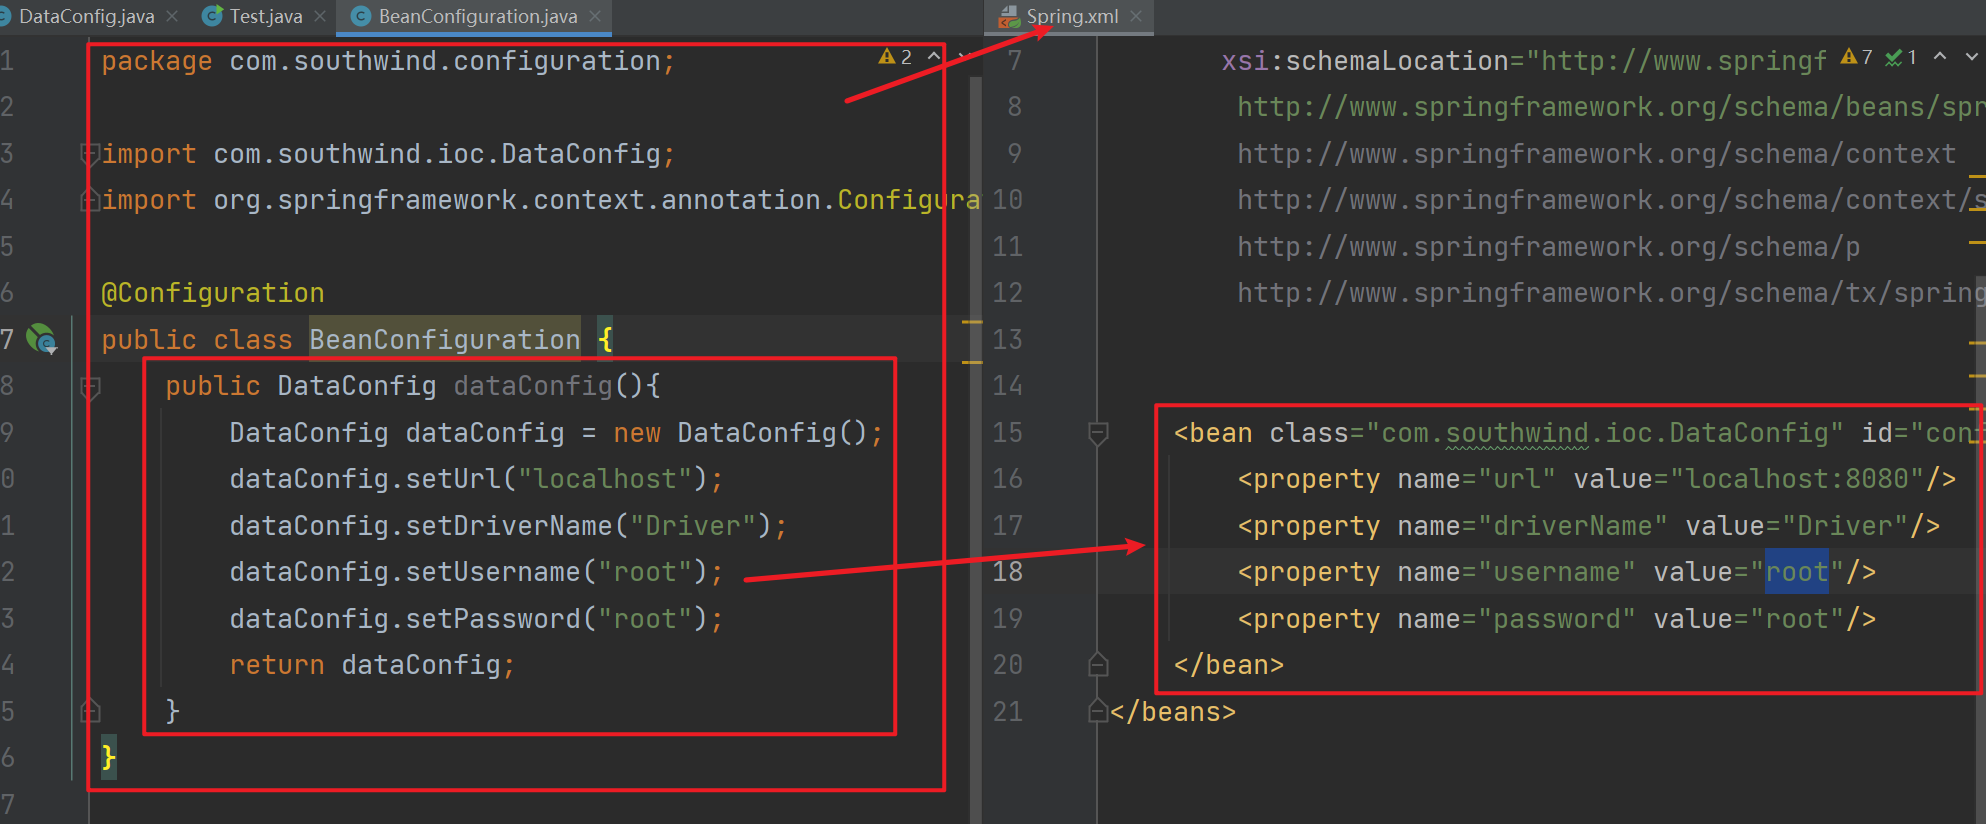 DataConfig.java
Test.java
BeanConfiguration.java
Spring.xml
1 package com.southwind.configuration;
2
2
3 import com.southwind.ioc.DataConfig;
4 import org.springframework.context.annotation.Configura
5
6 @Configuration
7 public class BeanConfiguration {
8 public DataConfig dataConfig(){
9 DataConfig dataConfig = new DataConfig();
0 dataConfig.setUrl("localhost");
1 dataConfig.setDriverName("Driver");
2 dataConfig.setUsername("root");
3 dataConfig.setPassword("root");
4 return dataConfig;
5 }
6 }
7
7 xsi:schemaLocation="http://www.springf
7 1
8 http://www.springframework.org/schema/beans/spr
9 http://www.springframework.org/schema/context
10 http://www.springframework.org/schema/context/s
11 http://www.springframework.org/schema/p
12 http://www.springframework.org/schema/tx/spring
13
14
15 <bean class="com.southwind.ioc.DataConfig" id="conf
16 <property name="url" value="localhost:8080"/>
17 <property name="driverName" value="Driver"/>
18 <property name="username" value="root"/>
19 <property name="password" value="root"/>
20 </bean>
21 </beans>